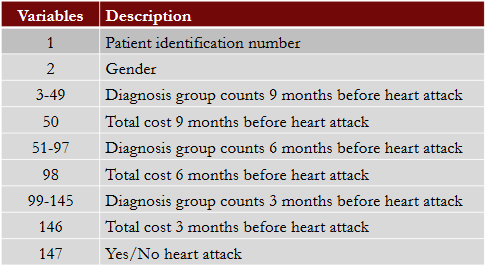 Variables Description
1 Patient identification number
2 Gender
3-49 Diagnosis group counts 9 months before heart attack
50 Total cost 9 months before heart attack
51-97 Diagnosis group counts 6 months before heart attack
98 Total cost 6 months before heart attack
99-145 Diagnosis group counts 3 months before heart attack
146 Total cost 3 months before heart attack
147 Yes/No heart attack